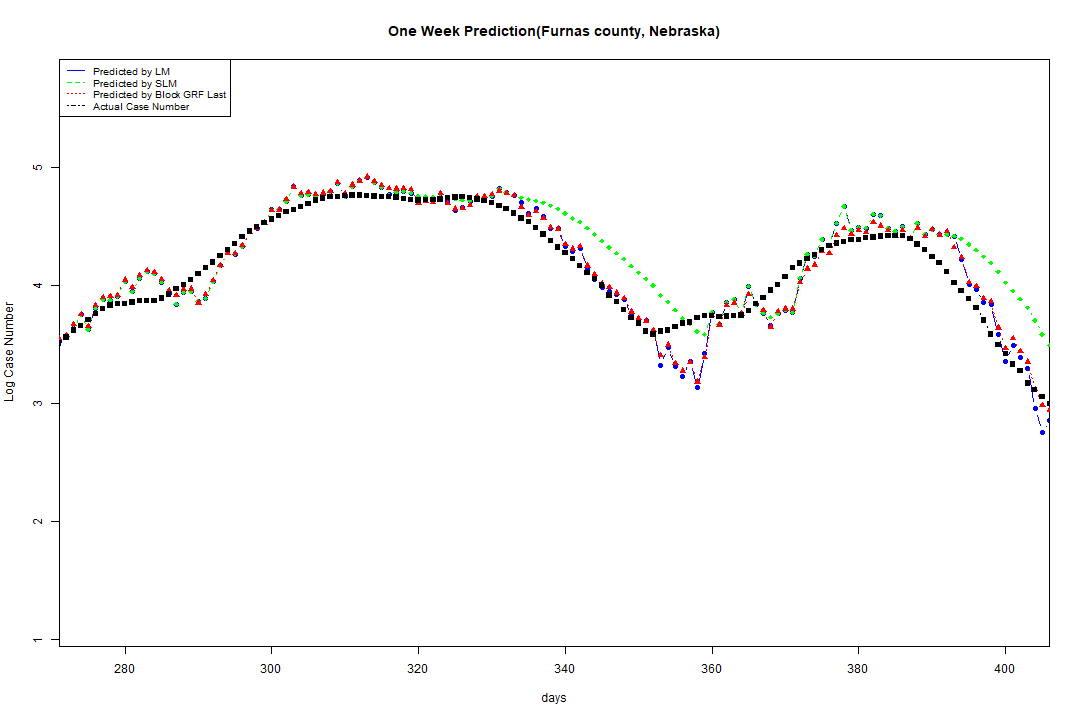 One Week Prediction(Furnas county, Nebraska)
Predicted by LM
Predicted by SLM
Predicted by Block GRF Last
Actual Case Number
5
4
3
2
1
Log Case Number
280 300 320 340 360 380 400
days